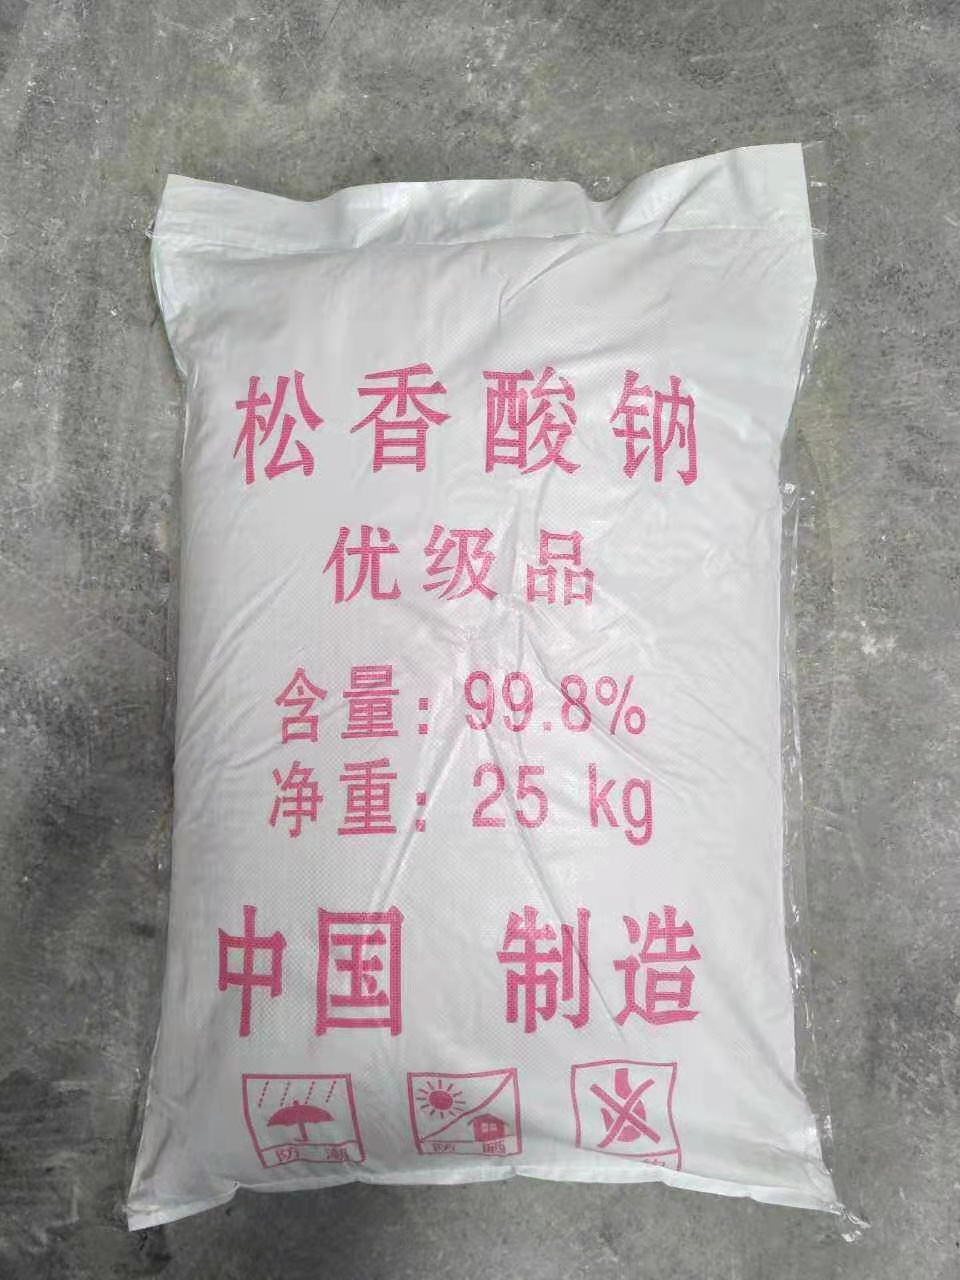 松香酸钠
优级品
含量：99.8%
净重：25 kg
中国 制造
防 潮
防 晒